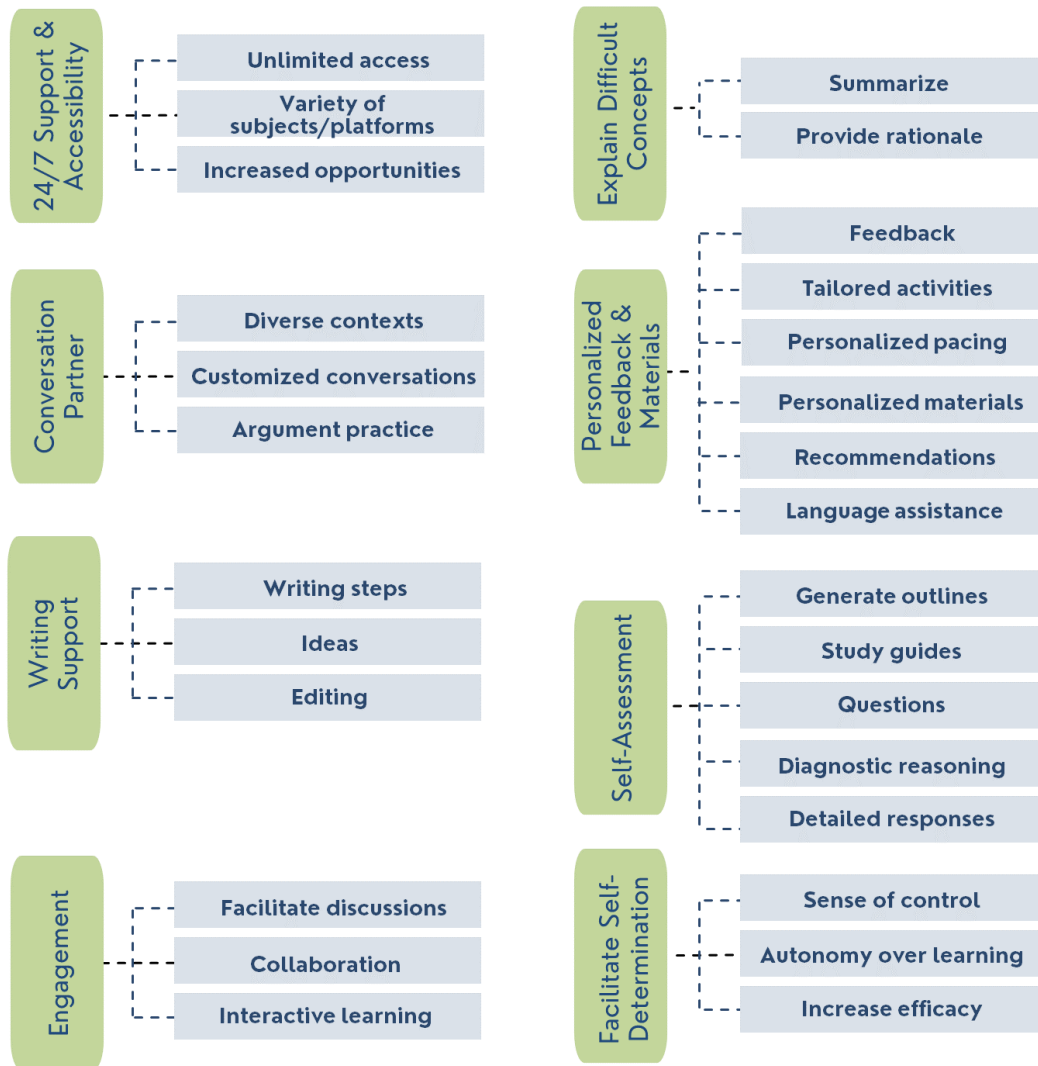 24/7 Support &
Accessibility
Unlimited access
Variety of
subjects/platforms
Increased opportunities
Conversation
Partner
Diverse contexts
Customized conversations
Argument practice
Writing
Support
Writing steps
Ideas
Editing
Engagement
Facilitate discussions
Collaboration
Interactive learning
Explain Difficult
Concepts
Summarize
Provide rationale
Personalized
Feedback &
Materials
Feedback
Tailored activities
Personalized pacing
Personalized materials
Recommendations
Language assistance
Self-Assessment
Generate outlines
Study guides
Questions
Diagnostic reasoning
Detailed responses
Facilitate Self-
Determination
Sense of control
Autonomy over learning
Increase efficacy